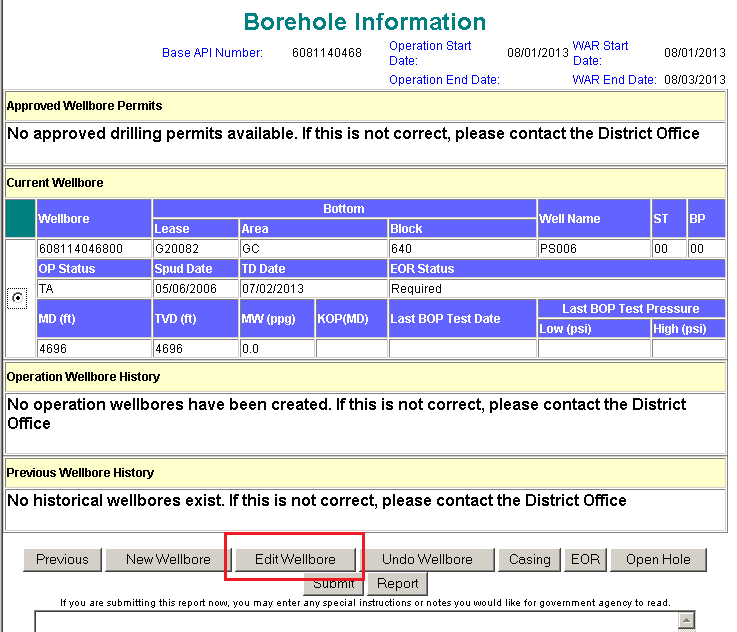 Borehole Information
Base API Number: 6081140468 Operation Start Date: 08/01/2013 WAR Start Date: 08/01/2013
Operation End Date: WAR End Date: 08/03/2013
Approved Wellbore Permits
No approved drilling permits available. If this is not correct, please contact the District Office
Current Wellbore
Wellbore Bottom Well Name ST BP
Lease Area Block
608114046800 G20082 GC 640 PS006 00 00
OP Status Spud Date TD Date EOR Status
TA 05/06/2006 07/02/2013 Required
MD (ft) TVD (ft) MW (ppg) KOP(MD) Last BOP Test Date Last BOP Test Pressure
Low (psi) High (psi)
4696 4696 0.0
Operation Wellbore History
No operation wellbores have been created. If this is not correct, please contact the District
Office
Previous Wellbore History
No historical wellbores exist. If this is not correct, please contact the District Office
Previous New Wellbore Edit Wellbore Undo Wellbore Casing EOR Open Hole
Submit Report
If you are submitting this report now, you may enter any special instructions or notes you would like for government agency to read.